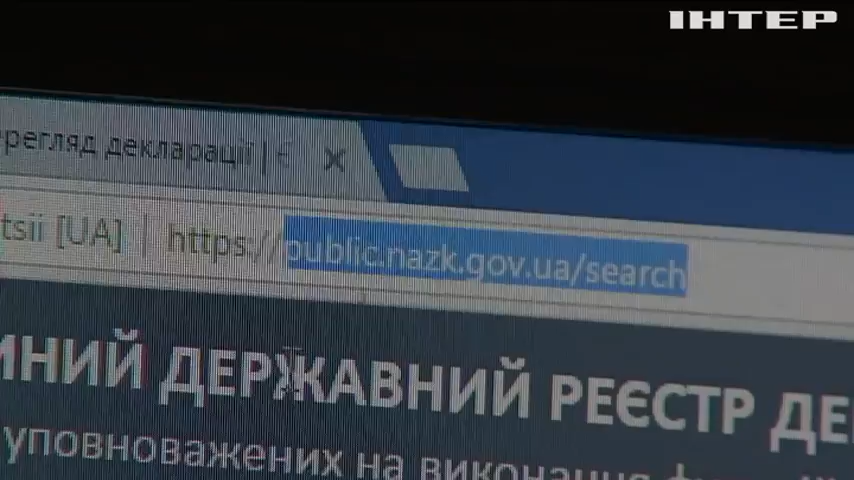 ІНТЕР
ерегляд декларації | Є
tsii [UA] | https://public.nazk.gov.ua/search
ИНИЙ ДЕРЖАВНИЙ РЕЄСТР ДЕ
уповноважених на виконання